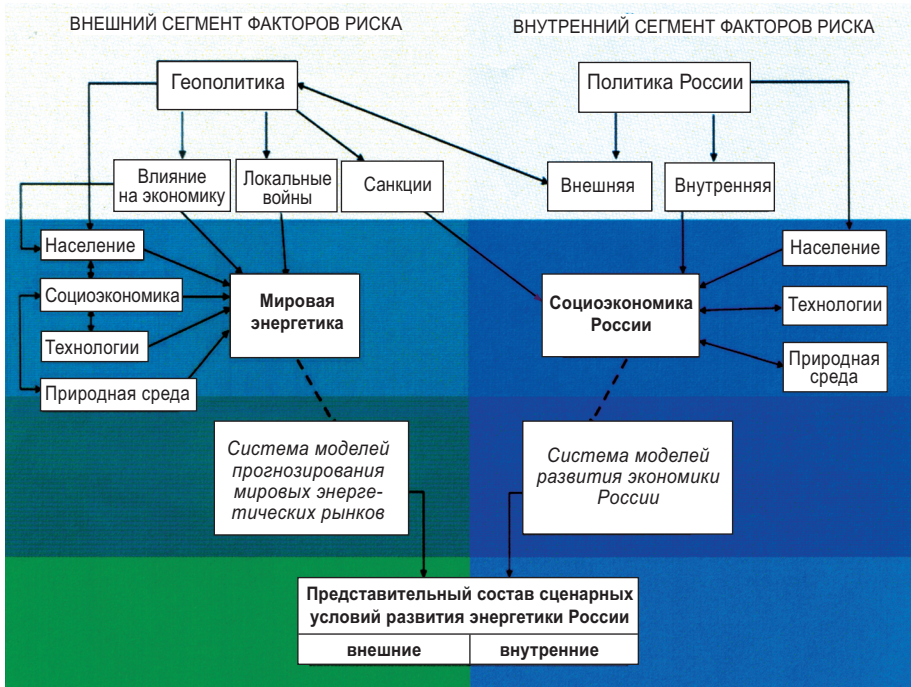 ВНЕШНИЙ СЕГМЕНТ ФАКТОРОВ РИСКА
ВНУТРЕННИЙ СЕГМЕНТ ФАКТОРОВ РИСКА
Геополитика
Политика России
Влияние
на экономику
Локальные
войны
Санкции
Внешняя
Внутренняя
Население
Социоэкономика
Технологии
Природная среда
Мировая
энергетика
Социоэкономика
России
Население
Технологии
Природная
среда
Система моделей
прогнозирования
мировых энерге-
тических рынков
Система моделей
развития экономики
России
Представительный состав сценарных
условий развития энергетики России
внешние
внутренние